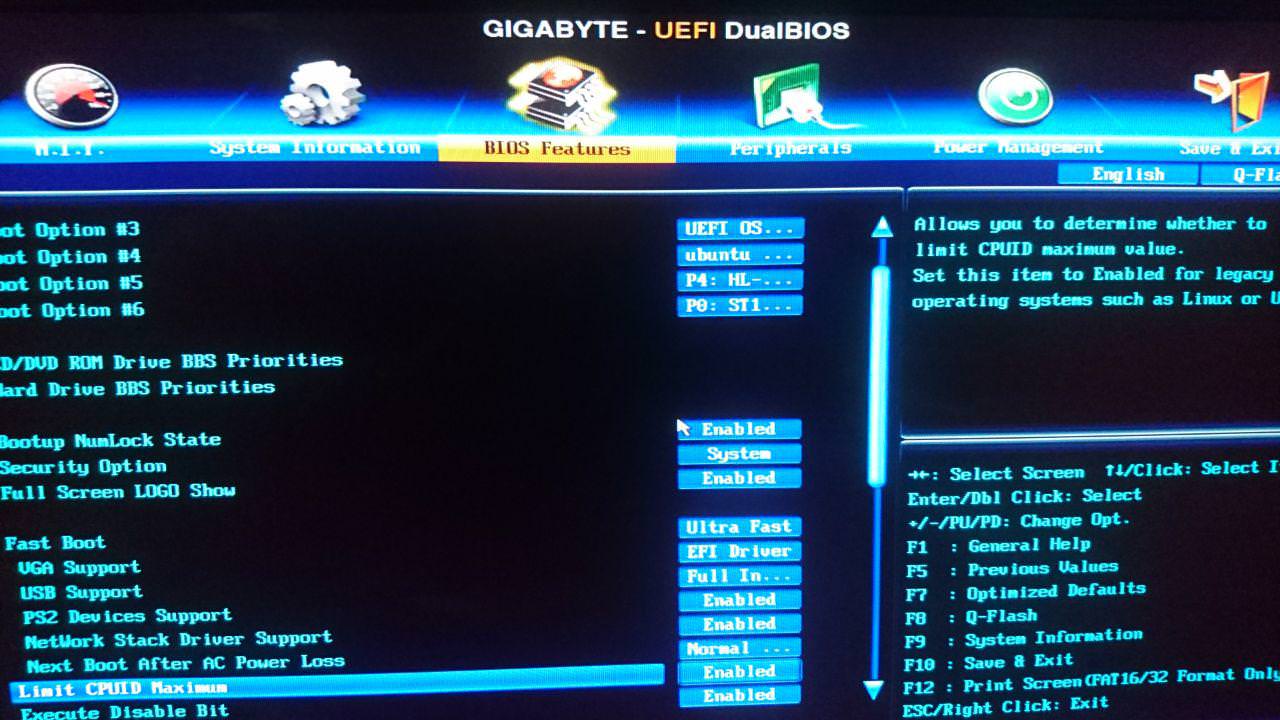 GIGABYTE - UEFI DualBIOS
M.I.T. System Information BIOS Features Peripherals Power Management Save & Exi
English Q-Fla
ot Option #3 UEFI OS...
oot Option #4 ubuntu ...
oot Option #5 P4: HL-...
oot Option #6 P0: ST1...
D/DVD ROM Drive BBS Priorities
ard Drive BBS Priorities
Bootup NumLock State Enabled
Security Option System
Full Screen LOGO Show Enabled
Fast Boot Ultra Fast
VGA Support EFI Driver
USB Support Full In...
PS2 Devices Support Enabled
NetWork Stack Driver Support Enabled
Next Boot After AC Power Loss Normal ...
Limit CPUID Maximum Enabled
Execute Disable Bit Enabled
Allows you to determine whether to
limit CPUID maximum value.
Set this item to Enabled for legacy
operating systems such as Linux or U
→←: Select Screen ↑↓/Click: Select I
Enter/Dbl Click: Select
+/-/PU/PD: Change Opt.
F1 : General Help
F5 : Previous Values
F7 : Optimized Defaults
F8 : Q-Flash
F9 : System Information
F10 : Save & Exit
F12 : Print Screen(FAT16/32 Format Only
ESC/Right Click: Exit